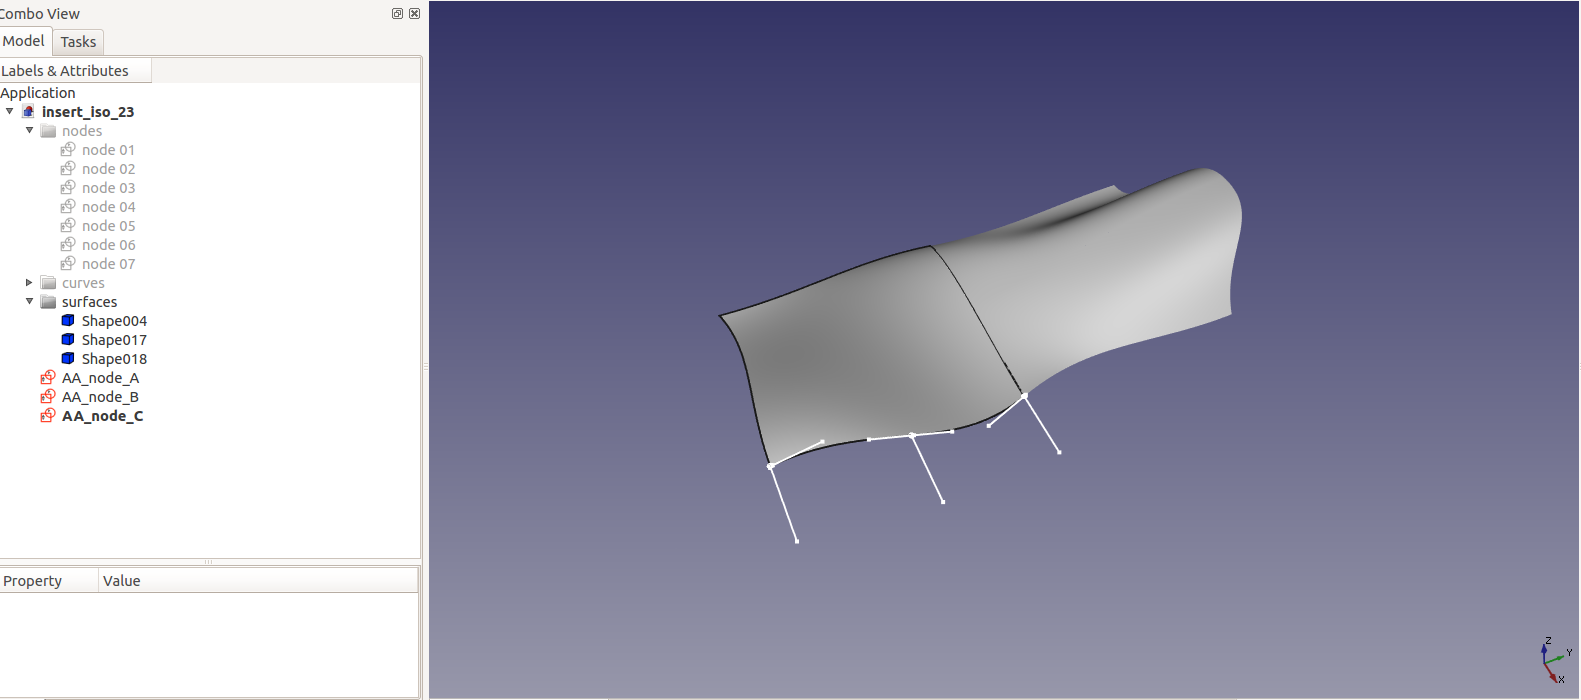 Combo View
Model
Tasks
Labels & Attributes
Application
insert_iso_23
nodes
node 01
node 02
node 03
node 04
node 05
node 06
node 07
curves
surfaces
Shape004
Shape017
Shape018
AA_node_A
AA_node_B
AA_node_C
Property
Value
Z
Y
X